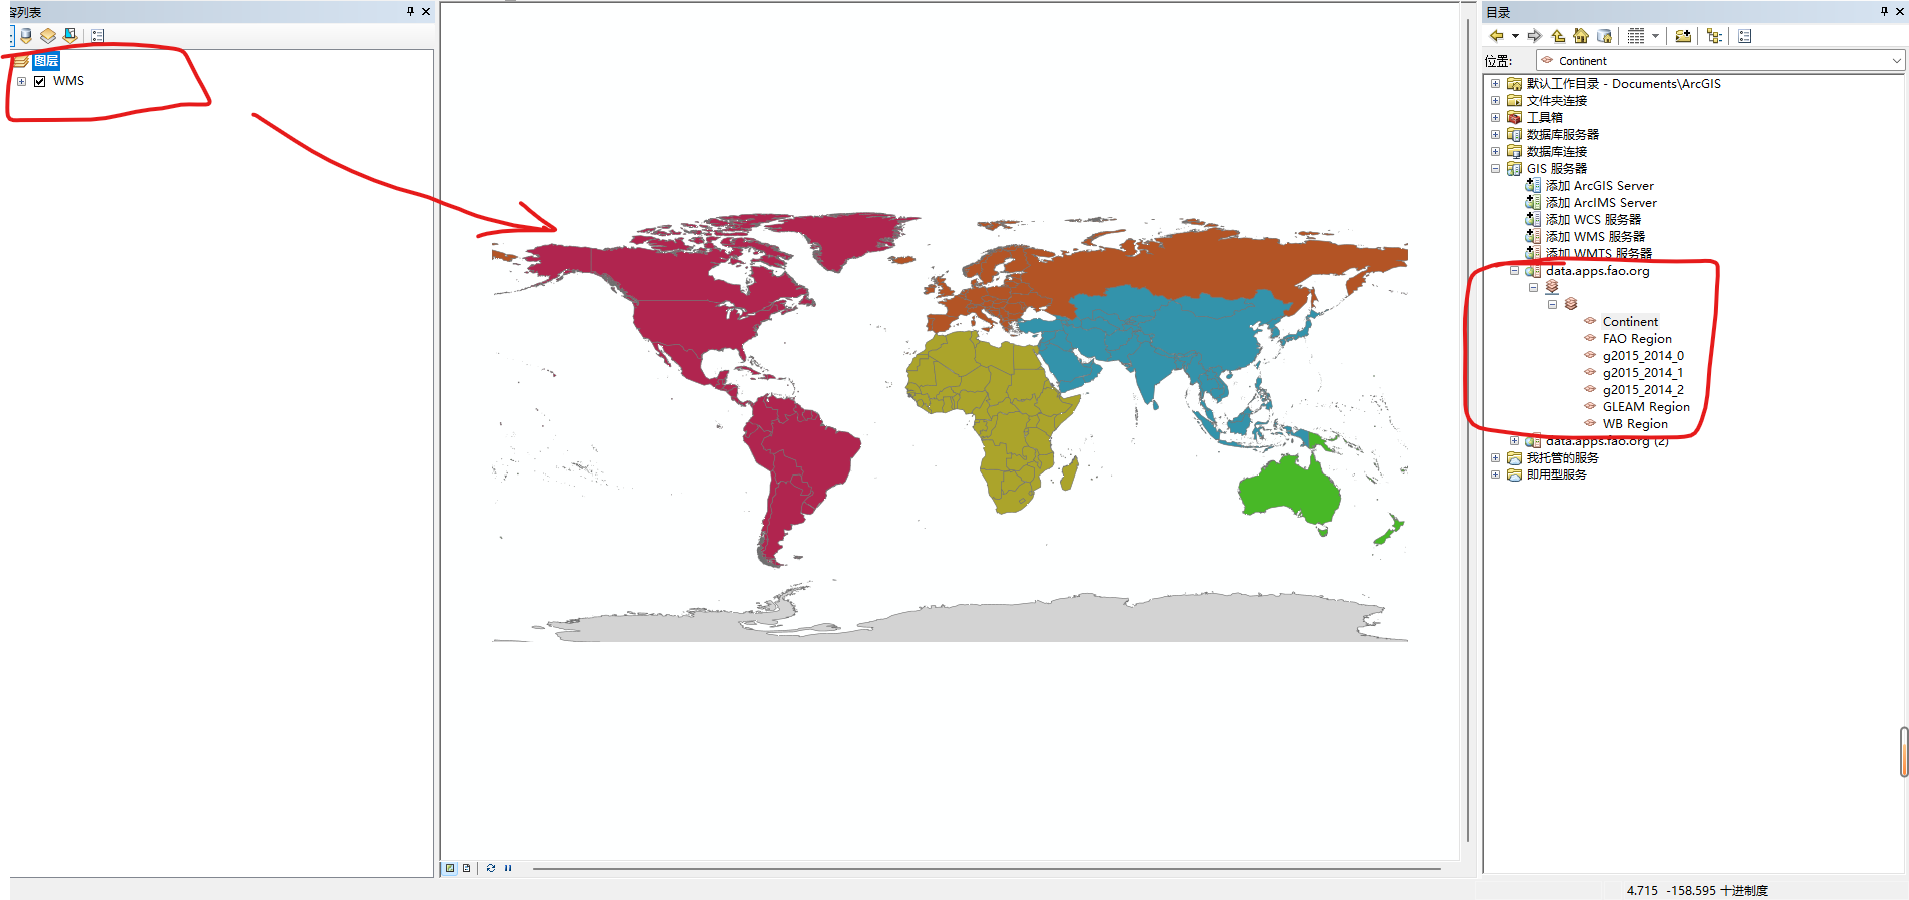 容列表
图层
WMS
目录
位置:
Continent
默认工作目录 - Documents\ArcGIS
文件夹连接
工具箱
数据库服务器
数据库连接
GIS 服务器
添加 ArcGIS Server
添加 ArcIMS Server
添加 WCS 服务器
添加 WMS 服务器
添加 WMTS 服务器
data.apps.fao.org
Continent
FAO Region
g2015_2014_0
g2015_2014_1
g2015_2014_2
GLEAM Region
WB Region
data.apps.fao.org (2)
我托管的服务
即用型服务
4.715 -158.595 十进制度